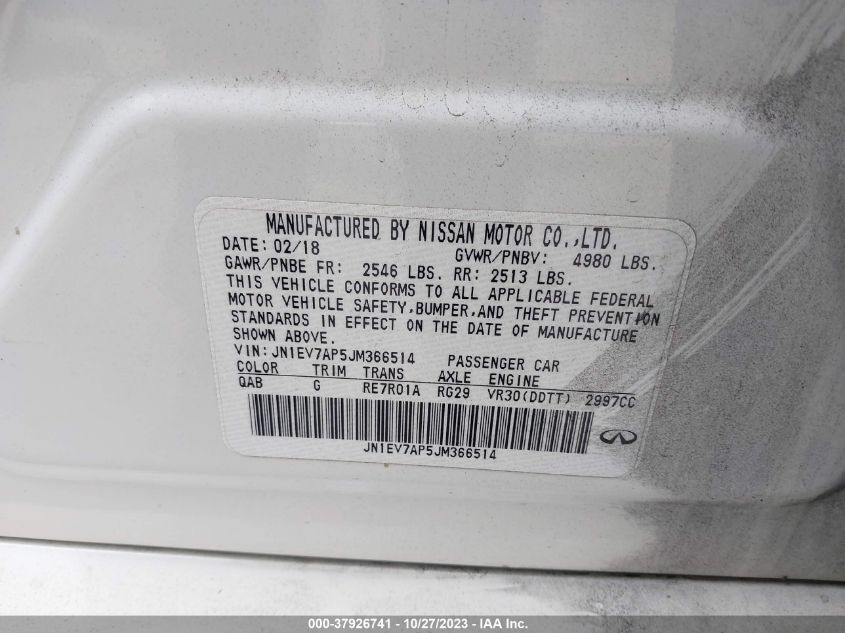 MANUFACTURED BY NISSAN MOTOR CO.,LTD.
DATE: 02/18 GVWR/PNBV: 4980 LBS.
GAWR/PNBE FR: 2546 LBS. RR: 2513 LBS.
THIS VEHICLE CONFORMS TO ALL APPLICABLE FEDERAL
MOTOR VEHICLE SAFETY,BUMPER,AND THEFT PREVENTION
STANDARDS IN EFFECT ON THE DATE OF MANUFACTURE
SHOWN ABOVE.
VIN: JN1EV7AP5JM366514 PASSENGER CAR
COLOR TRIM TRANS AXLE ENGINE
QAB G RE7R01A RG29 VR30(DDTT) 2997CC
JN1EV7AP5JM366514
000-37926741 - 10/27/2023 - IAA Inc.